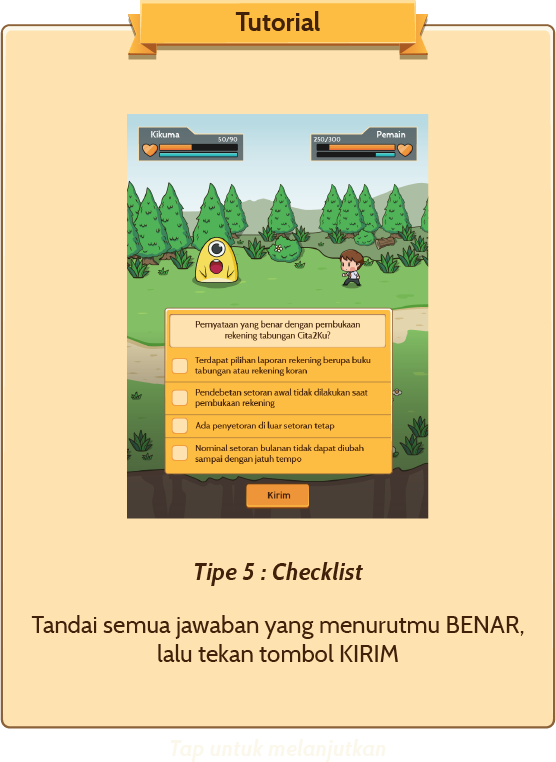 Tutorial
Kikuma
50/90
250/300
Pemain
Pernyataan yang benar dengan pembukaan
rekening tabungan Cita2Ku?
Terdapat pilihan laporan rekening berupa buku
tabungan atau rekening koran
Pendebetan setoran awal tidak dilakukan saat
pembukaan rekening
Ada penyetoran di luar setoran tetap
Nominal setoran bulanan tidak dapat diubah
sampai dengan jatuh tempo
Kirim
Tipe 5 : Checklist
Tandai semua jawaban yang menurutmu BENAR,
lalu tekan tombol KIRIM
Tap untuk melanjutkan